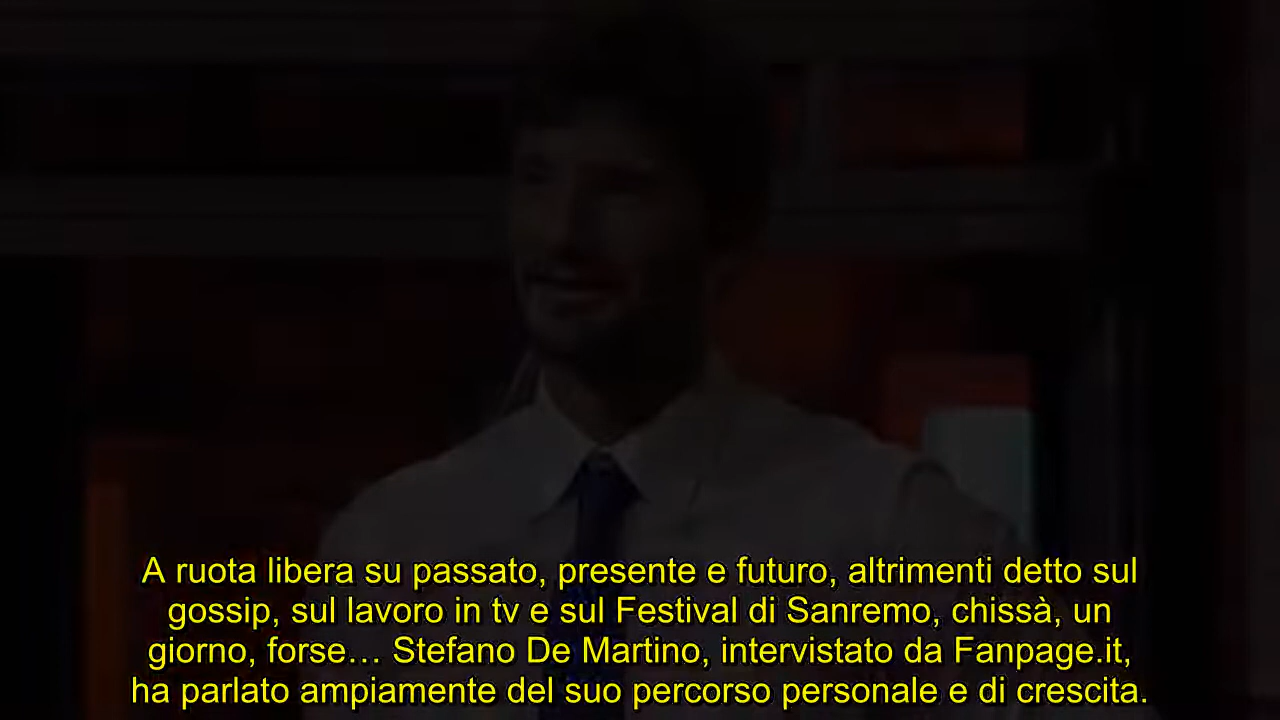 A ruota libera su passato, presente e futuro, altrimenti detto sul
gossip, sul lavoro in tv e sul Festival di Sanremo, chissà, un
giorno, forse… Stefano De Martino, intervistato da Fanpage.it,
ha parlato ampiamente del suo percorso personale e di crescita.